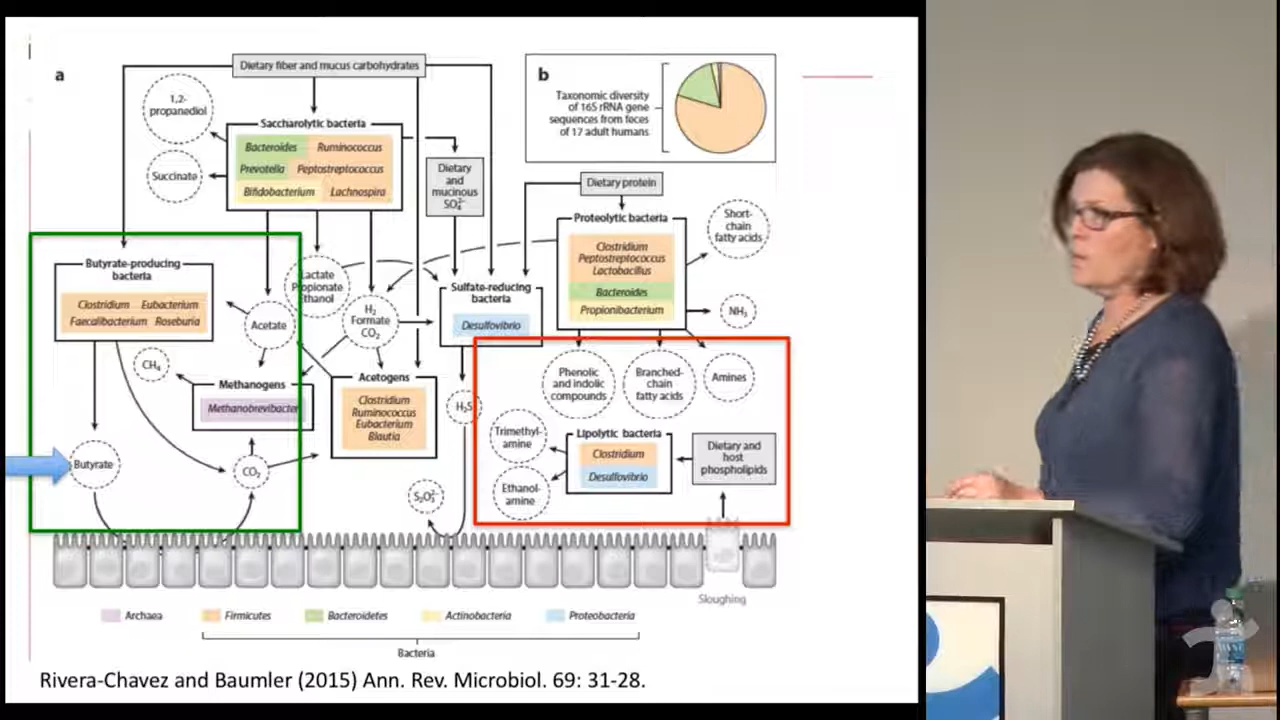 a
Dietary fiber and mucus carbohydrates
b
Taxonomic diversity
of 16S rRNA gene
sequences from feces
of 17 adult humans
1,2-
propanediol
Saccharolytic bacteria
Bacteroides Ruminococcus
Prevotella Peptostreptococcus
Bifidobacterium Lachnospira
Succinate
Dietary
and
mucinous
SO₄²⁻
Dietary protein
Proteolytic bacteria
Clostridium
Peptostreptococcus
Lactobacillus
Bacteroides
Propionibacterium
Short-
chain
fatty acids
NH₃
Butyrate-producing
bacteria
Clostridium Eubacterium
Faecalibacterium Roseburia
Lactate
Propionate
Ethanol
Acetate
H₂
Formate
CO₂
Sulfate-reducing
bacteria
Desulfovibrio
CH₄
Methanogens
Methanobrevibacter
Acetogens
Clostridium
Ruminococcus
Eubacterium
Blautia
H₂S
Phenolic
and indolic
compounds
Branched-
chain
fatty acids
Amines
Trimethyl-
amine
Lipolytic bacteria
Clostridium
Desulfovibrio
Dietary and
host
phospholipids
Ethanol-
amine
Butyrate
CO₂
S₂O₃²⁻
Sloughing
Archaea Firmicutes Bacteroidetes Actinobacteria Proteobacteria
Bacteria
Rivera-Chavez and Baumler (2015) Ann. Rev. Microbiol. 69: 31-28.